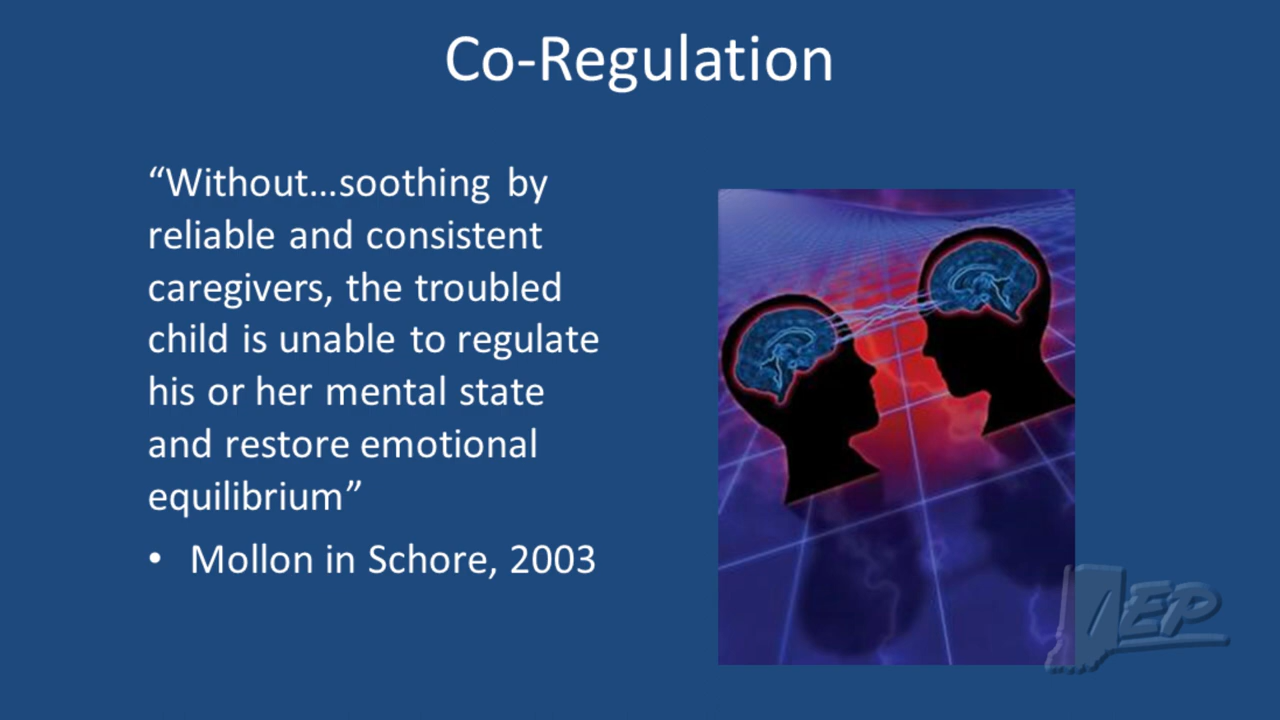 Co-Regulation
“Without...soothing by
reliable and consistent
caregivers, the troubled
child is unable to regulate
his or her mental state
and restore emotional
equilibrium”
• Mollon in Schore, 2003
IEP